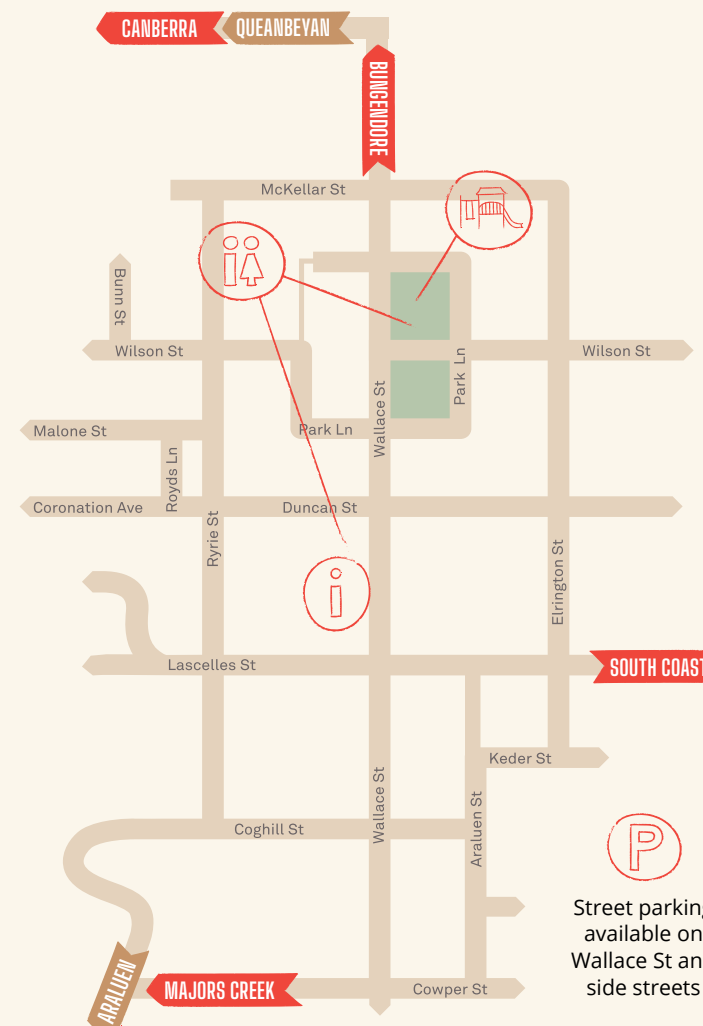 CANBERRA
QUEANBEYAN
BUNGENDORE
McKellar St
Bunn St
Wilson St
Wilson St
Park Ln
Wallace St
Malone St
Park Ln
Royds Ln
Coronation Ave
Duncan St
Ryrie St
Elrington St
i
Lascelles St
SOUTH COAST
Keder St
Wallace St
Araluen St
Coghill St
P
Street parking
available on
Wallace St an
side streets
ARALUEN
MAJORS CREEK
Cowper St